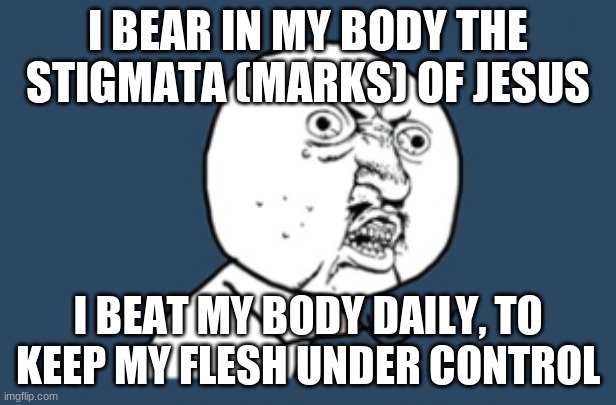 I BEAR IN MY BODY THE
STIGMATA (MARKS) OF JESUS
I BEAT MY BODY DAILY, TO
KEEP MY FLESH UNDER CONTROL
imgflip.com